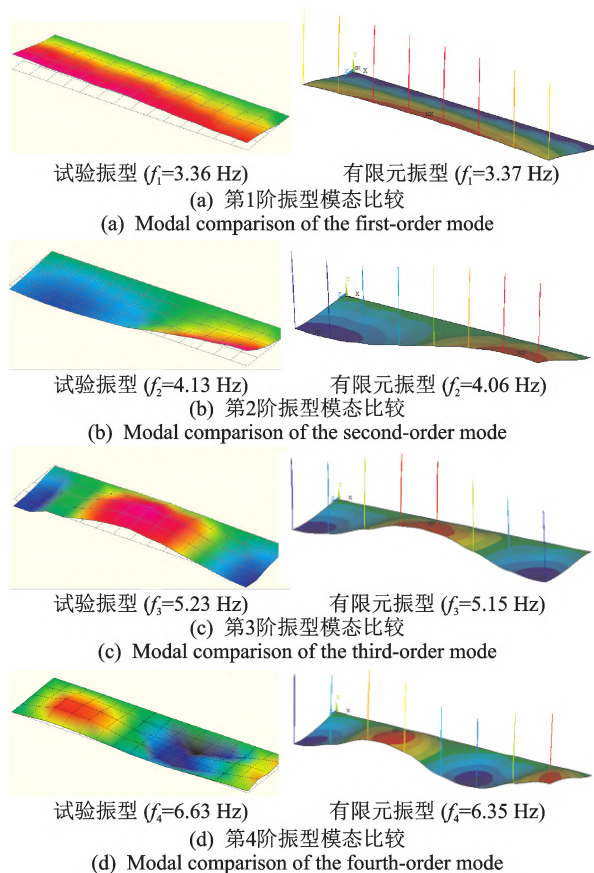 试验振型 (f₁=3.36 Hz) 有限元振型 (f₁=3.37 Hz)
(a) 第1阶振型模态比较
(a) Modal comparison of the first-order mode
试验振型 (f₂=4.13 Hz) 有限元振型 (f₂=4.06 Hz)
(b) 第2阶振型模态比较
(b) Modal comparison of the second-order mode
试验振型 (f₃=5.23 Hz) 有限元振型 (f₃=5.15 Hz)
(c) 第3阶振型模态比较
(c) Modal comparison of the third-order mode
试验振型 (f₄=6.63 Hz) 有限元振型 (f₄=6.35 Hz)
(d) 第4阶振型模态比较
(d) Modal comparison of the fourth-order mode